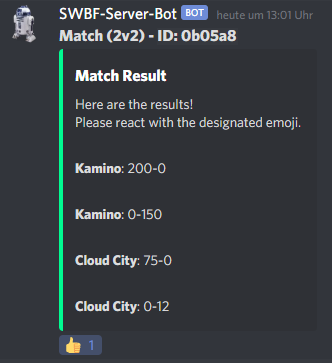 SWBF-Server-Bot BOT heute um 13:01 Uhr
Match (2v2) - ID: 0b05a8
Match Result
Here are the results!
Please react with the designated emoji.
Kamino: 200-0
Kamino: 0-150
Cloud City: 75-0
Cloud City: 0-12
👍 1